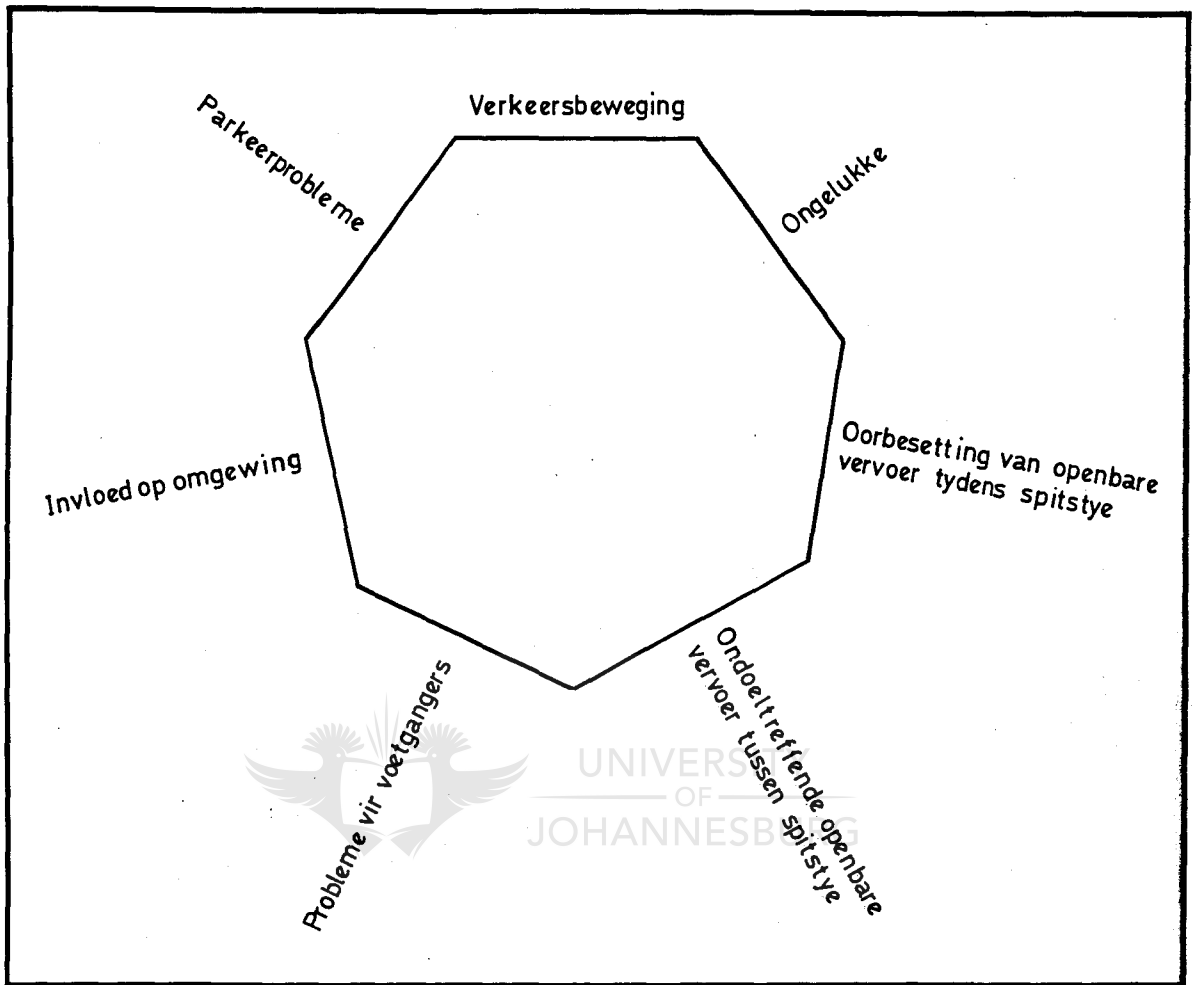 Verkeersbeweging
Parkeerprobleme
Ongelukke
Oorbesetting van openbare
vervoer tydens spitstye
Invloed op omgewing
Ondoeltreffende openbare
vervoer tussen spitstye
Probleme vir voetgangers
UNIVERSITY
OF
JOHANNESBURG